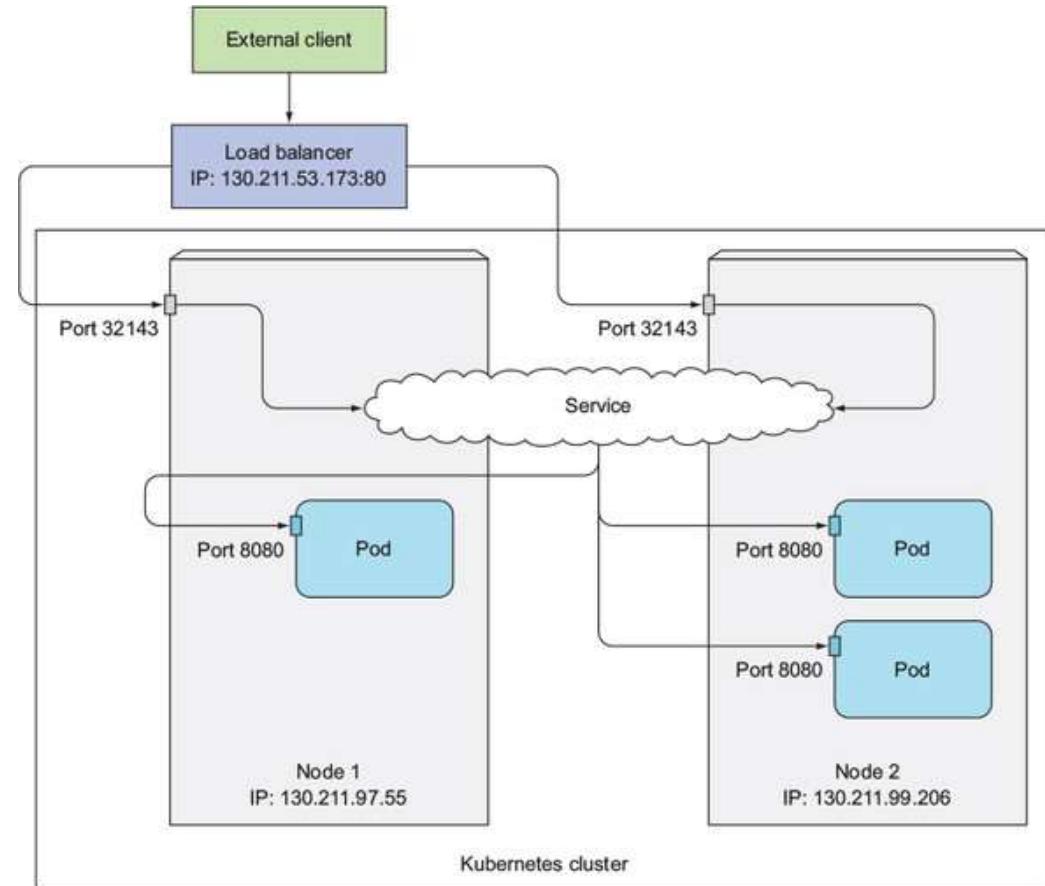 External client
Load balancer
IP: 130.211.53.173:80
Port 32143
Port 32143
Service
Port 8080
Pod
Port 8080
Pod
Port 8080
Pod
Node 1
IP: 130.211.97.55
Node 2
IP: 130.211.99.206
Kubernetes cluster